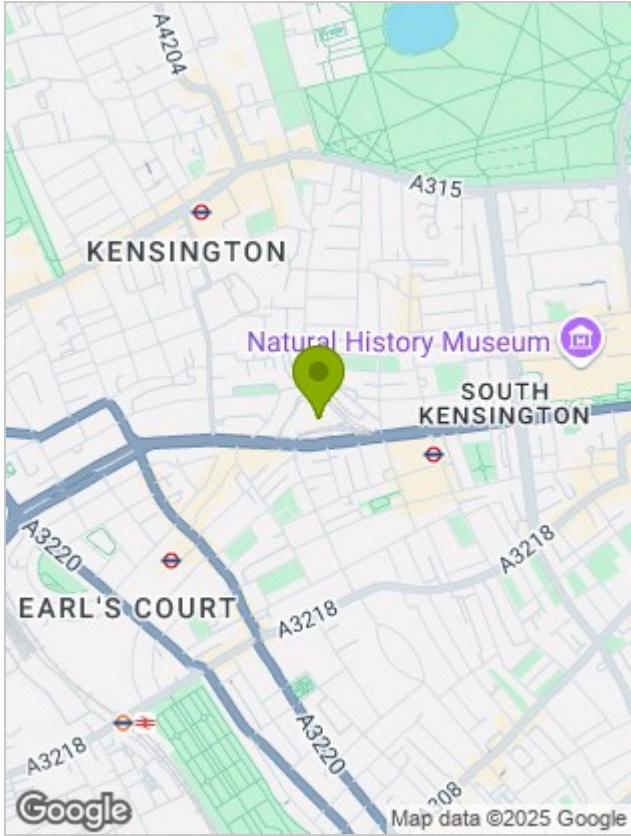 A4204
A315
KENSINGTON
Natural History Museum
SOUTH
KENSINGTON
A3220
A3218
EARL'S COURT
A3218
A3220
A3218
308
Google
Map data ©2025 Google